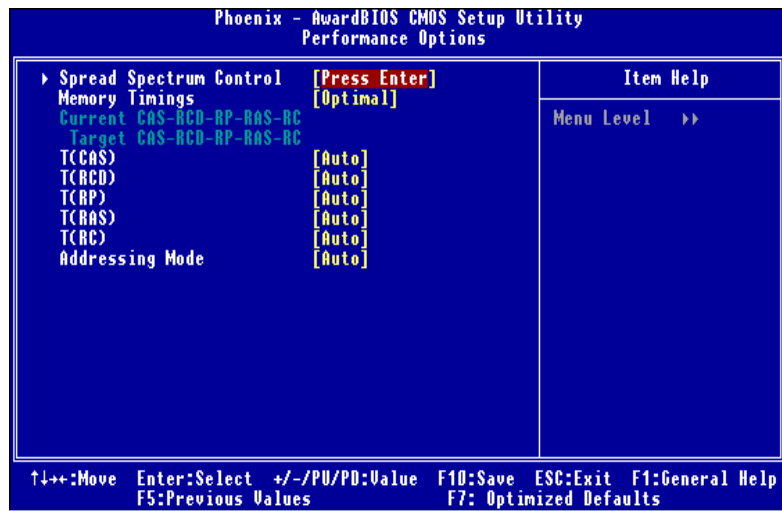 Phoenix - AwardBIOS CMOS Setup Utility
Performance Options
Spread Spectrum Control [Press Enter]
Memory Timings [Optimal]
Current CAS-RCD-RP-RAS-RC
Target CAS-RCD-RP-RAS-RC
T(CAS) [Auto]
T(RCD) [Auto]
T(RP) [Auto]
T(RAS) [Auto]
T(RC) [Auto]
Addressing Mode [Auto]
Item Help
Menu Level
↑↓→←:Move Enter:Select +/-/PU/PD:Value F10:Save ESC:Exit F1:General Help
F5:Previous Values F7: Optimized Defaults